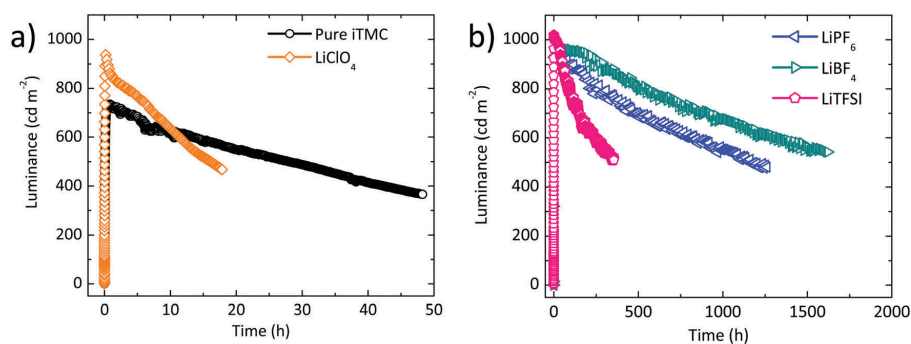 a)
Pure iTMC
LiClO₄
1000
800
600
400
200
0
Luminance (cd m⁻²)
0 10 20 30 40 50
Time (h)
b)
LiPF₆
LiBF₄
LiTFSI
1000
800
600
400
200
0
Luminance (cd m⁻²)
0 500 1000 1500 2000
Time (h)